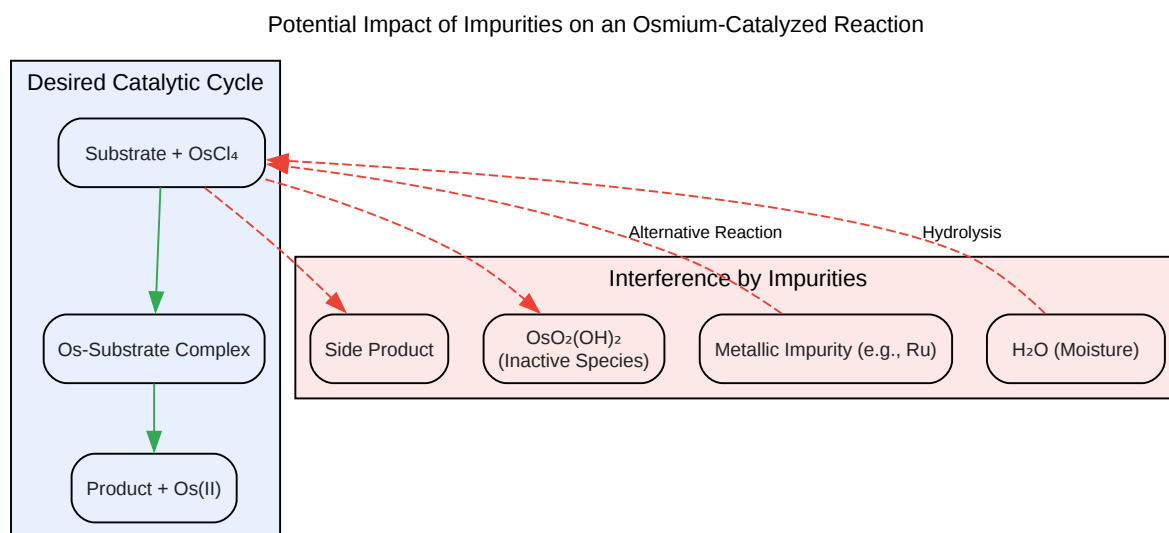 Potential Impact of Impurities on an Osmium-Catalyzed Reaction
Desired Catalytic Cycle
Substrate + OsCl₄
Alternative Reaction
Hydrolysis
Interference by Impurities
Os-Substrate Complex
Side Product
OsO₂(OH)₂
(Inactive Species)
Metallic Impurity (e.g., Ru)
H₂O (Moisture)
Product + Os(II)